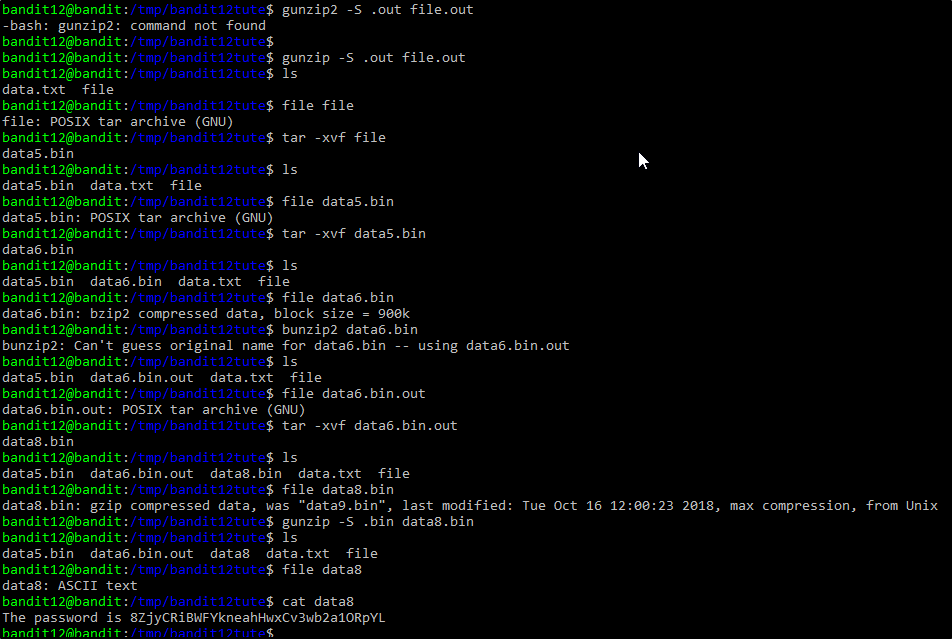 bandit12@bandit:/tmp/bandit12tute$ gunzip2 -S .out file.out
-bash: gunzip2: command not found
bandit12@bandit:/tmp/bandit12tute$
bandit12@bandit:/tmp/bandit12tute$ gunzip -S .out file.out
bandit12@bandit:/tmp/bandit12tute$ ls
data.txt  file
bandit12@bandit:/tmp/bandit12tute$ file file
file: POSIX tar archive (GNU)
bandit12@bandit:/tmp/bandit12tute$ tar -xvf file
data5.bin
bandit12@bandit:/tmp/bandit12tute$ ls
data5.bin  data.txt  file
bandit12@bandit:/tmp/bandit12tute$ file data5.bin
data5.bin: POSIX tar archive (GNU)
bandit12@bandit:/tmp/bandit12tute$ tar -xvf data5.bin
data6.bin
bandit12@bandit:/tmp/bandit12tute$ ls
data5.bin  data6.bin  data.txt  file
bandit12@bandit:/tmp/bandit12tute$ file data6.bin
data6.bin: bzip2 compressed data, block size = 900k
bandit12@bandit:/tmp/bandit12tute$ bunzip2 data6.bin
bunzip2: Can't guess original name for data6.bin -- using data6.bin.out
bandit12@bandit:/tmp/bandit12tute$ ls
data5.bin  data6.bin.out  data.txt  file
bandit12@bandit:/tmp/bandit12tute$ file data6.bin.out
data6.bin.out: POSIX tar archive (GNU)
bandit12@bandit:/tmp/bandit12tute$ tar -xvf data6.bin.out
data8.bin
bandit12@bandit:/tmp/bandit12tute$ ls
data5.bin  data6.bin.out  data8.bin  data.txt  file
bandit12@bandit:/tmp/bandit12tute$ file data8.bin
data8.bin: gzip compressed data, was "data9.bin", last modified: Tue Oct 16 12:00:23 2018, max compression, from Unix
bandit12@bandit:/tmp/bandit12tute$ gunzip -S .bin data8.bin
bandit12@bandit:/tmp/bandit12tute$ ls
data5.bin  data6.bin.out  data8  data.txt  file
bandit12@bandit:/tmp/bandit12tute$ file data8
data8: ASCII text
bandit12@bandit:/tmp/bandit12tute$ cat data8
The password is 8ZjyCRiBWFYkneahHwxCv3wb2a1ORpYL
bandit12@bandit:/tmp/bandit12tute$